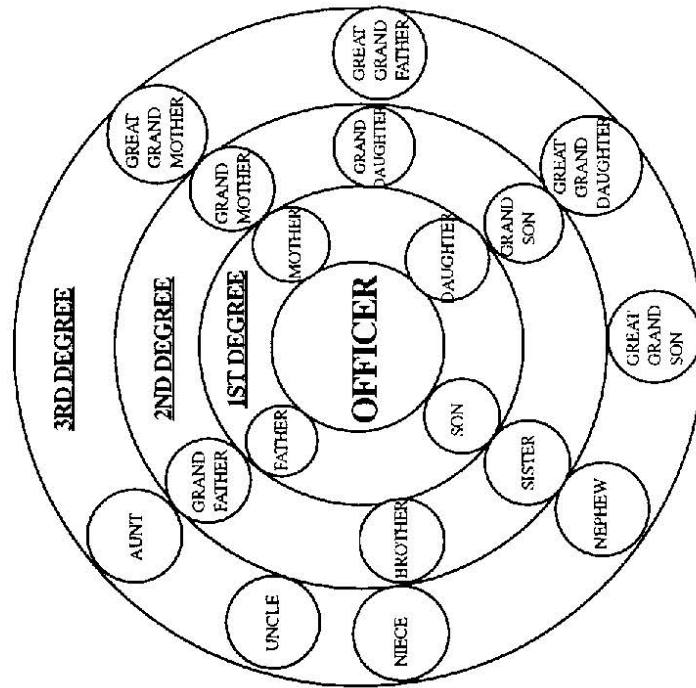 3RD DEGREE
2ND DEGREE
1ST DEGREE
OFFICER
AUNT
UNCLE
NIECE
NEPHEW
GREAT
GRAND
SON
GREAT
GRAND
DAUGHTER
GREAT
GRAND
FATHER
GREAT
GRAND
MOTHER
GRAND
FATHER
BROTHER
SISTER
GRAND
SON
GRAND
DAUGHTER
GRAND
MOTHER
FATHER
SON
DAUGHTER
MOTHER